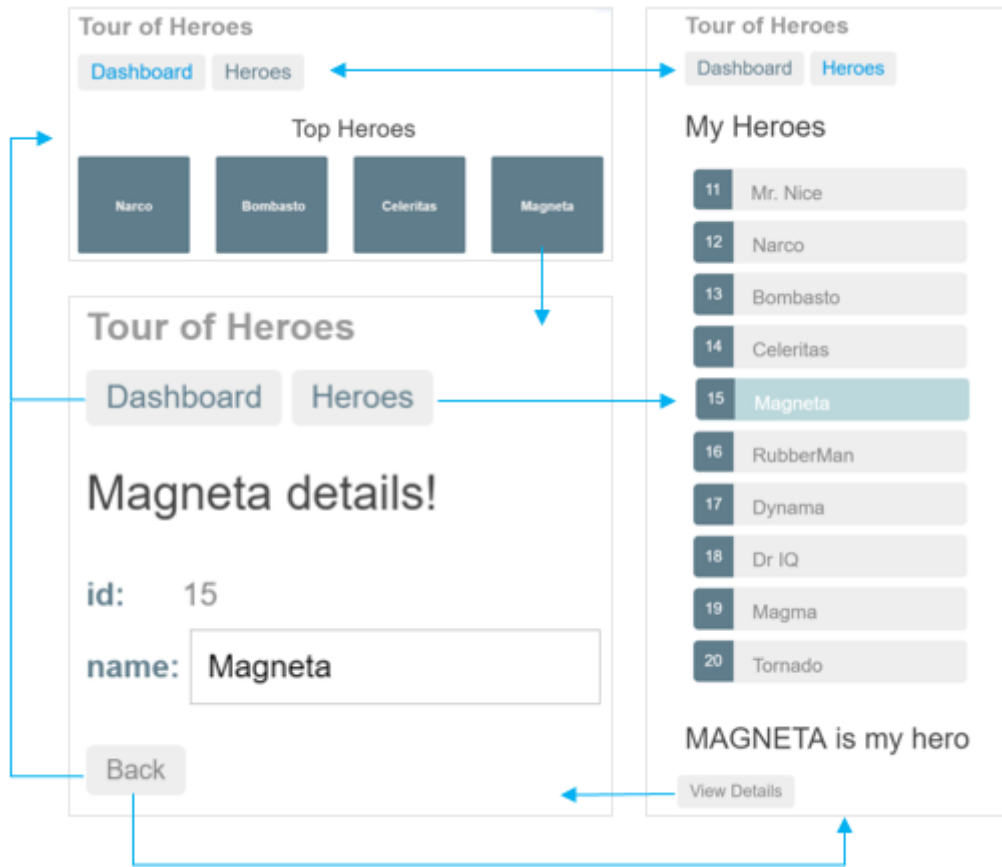 Tour of Heroes
Dashboard Heroes
Top Heroes
Narco Bombasto Celeritas Magneta
Tour of Heroes
Dashboard Heroes
Magneta details!
id: 15
name: Magneta
Back
Tour of Heroes
Dashboard Heroes
My Heroes
11 Mr. Nice
12 Narco
13 Bombasto
14 Celeritas
15 Magneta
16 RubberMan
17 Dynama
18 Dr IQ
19 Magma
20 Tornado
MAGNETA is my hero
View Details